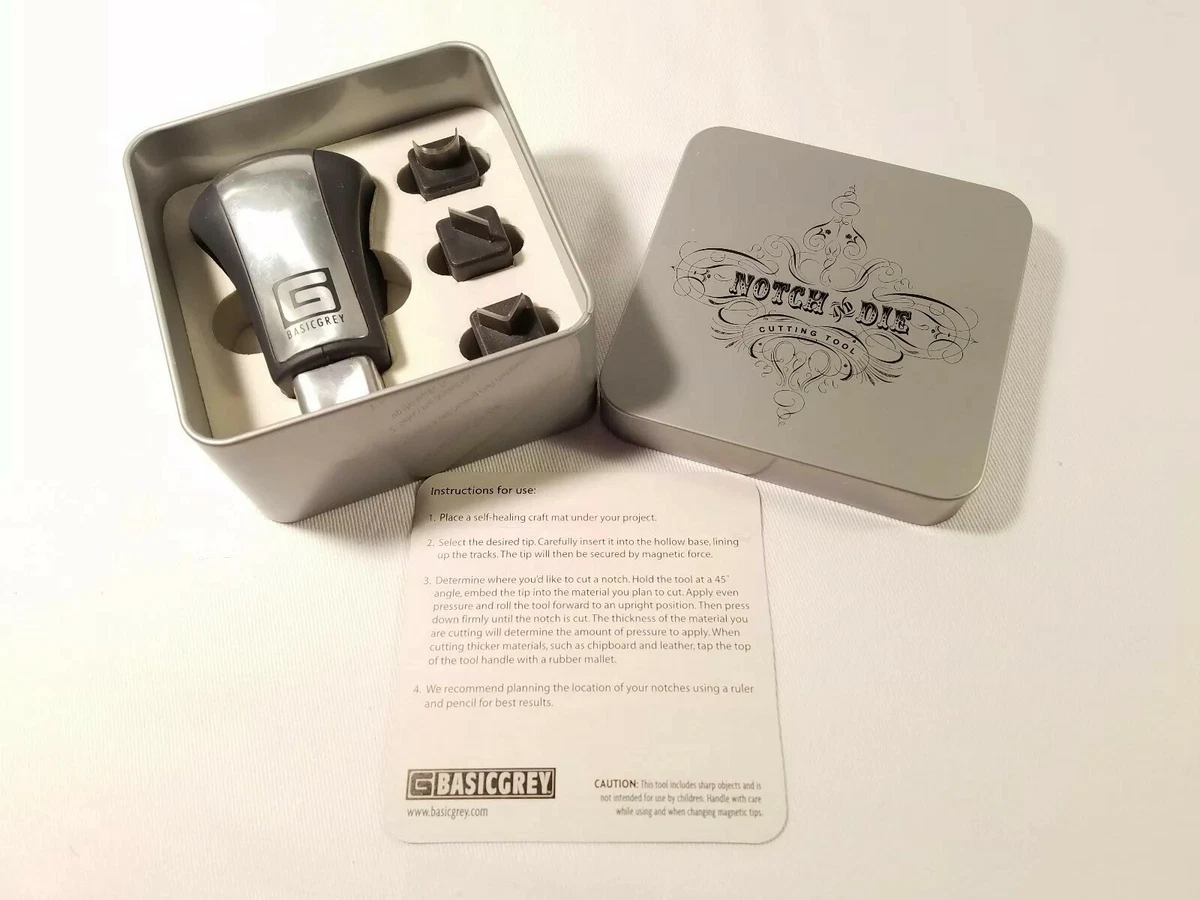 G
BASICGREY
NOTCH
DIE
CUTTING TOOL
Instructions for use:
1. Place a self-healing craft mat under your project.
2. Select the desired tip. Carefully insert it into the hollow base, lining
up the tracks. The tip will then be secured by magnetic force.
3. Determine where you'd like to cut a notch. Hold the tool at a 45°
angle, embed the tip into the material you plan to cut. Apply even
pressure and roll the tool forward to an upright position. Then press
down firmly until the notch is cut. The thickness of the material you
are cutting will determine the amount of pressure to apply. When
cutting thicker materials, such as chipboard and leather, tap the top
of the tool handle with a rubber mallet.
4. We recommend planning the location of your notches using a ruler
and pencil for best results.
G BASICGREY
www.basicgrey.com
CAUTION: This tool includes sharp objects and is
not intended for use by children. Handle with care
while using and when changing magnetic tips.